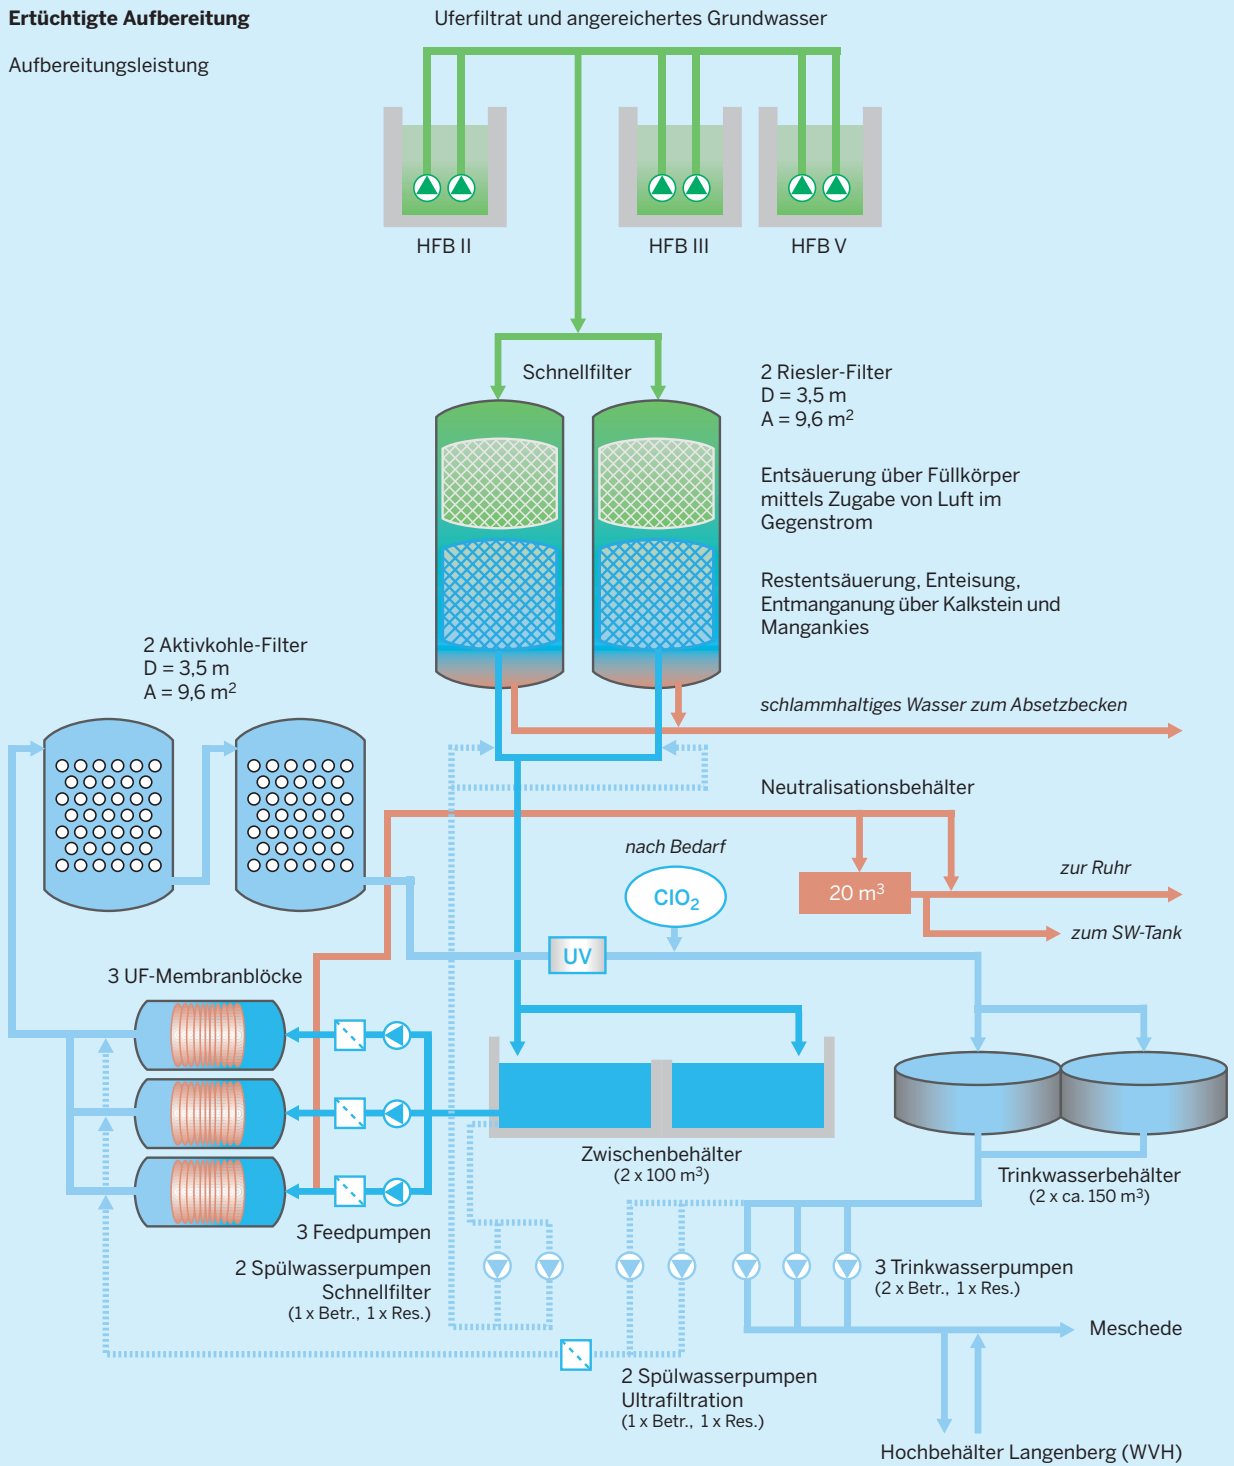 Ertüchtigte Aufbereitung
Uferfiltrat und angereichertes Grundwasser
Aufbereitungsleistung
HFB II
HFB III
HFB V
Schnellfilter
2 Riesler-Filter
D = 3,5 m
A = 9,6 m²
Entsäuerung über Füllkörper
mittels Zugabe von Luft im
Gegenstrom
Restentsäuerung, Enteisung,
Entmanganung über Kalkstein und
Mangankies
2 Aktivkohle-Filter
D = 3,5 m
A = 9,6 m²
schlammhaltiges Wasser zum Absetzbecken
Neutralisationsbehälter
nach Bedarf
ClO₂
20 m³
zur Ruhr
zum SW-Tank
UV
3 UF-Membranblöcke
Zwischenbehälter
(2 x 100 m³)
Trinkwasserbehälter
(2 x ca. 150 m³)
3 Feedpumpen
2 Spülwasserpumpen
Schnellfilter
(1 x Betr., 1 x Res.)
3 Trinkwasserpumpen
(2 x Betr., 1 x Res.)
Meschede
2 Spülwasserpumpen
Ultrafiltration
(1 x Betr., 1 x Res.)
Hochbehälter Langenberg (WVH)